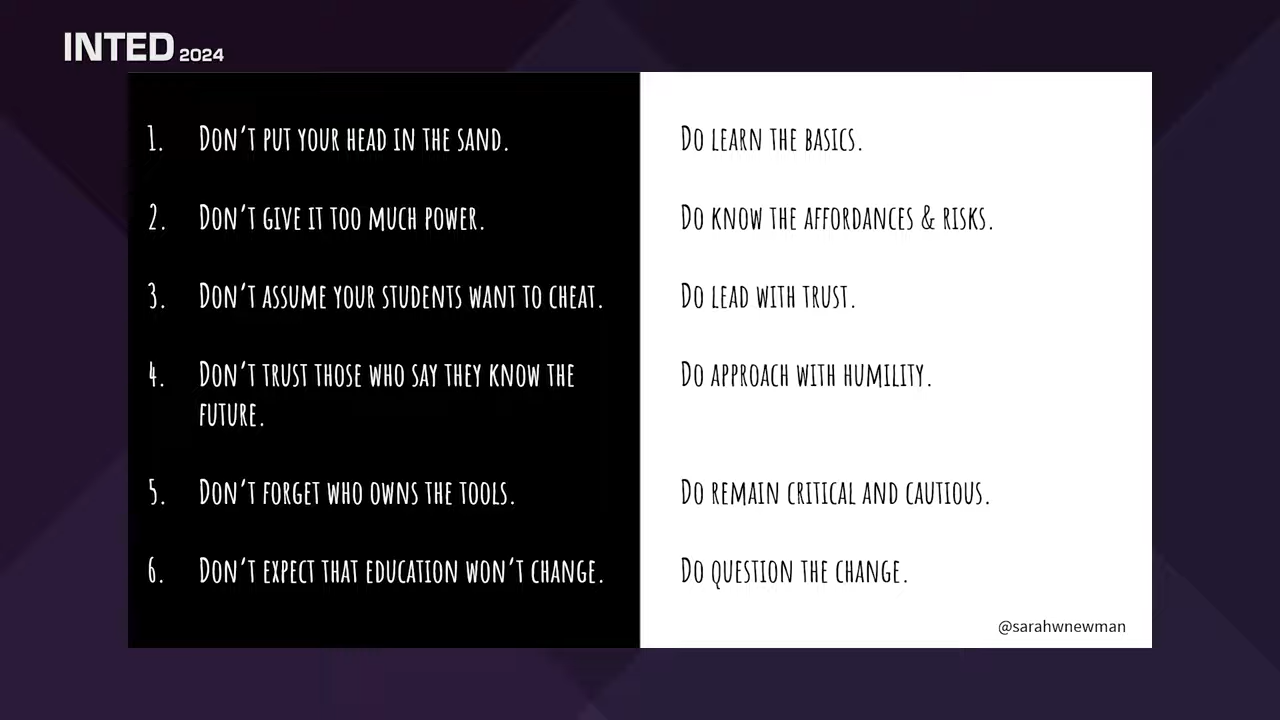 INTED 2024
1. Don't put your head in the sand.
Do learn the basics.
2. Don't give it too much power.
Do know the affordances & risks.
3. Don't assume your students want to cheat.
Do lead with trust.
4. Don't trust those who say they know the
future.
Do approach with humility.
5. Don't forget who owns the tools.
Do remain critical and cautious.
6. Don't expect that education won't change.
Do question the change.
@sarahwnewman